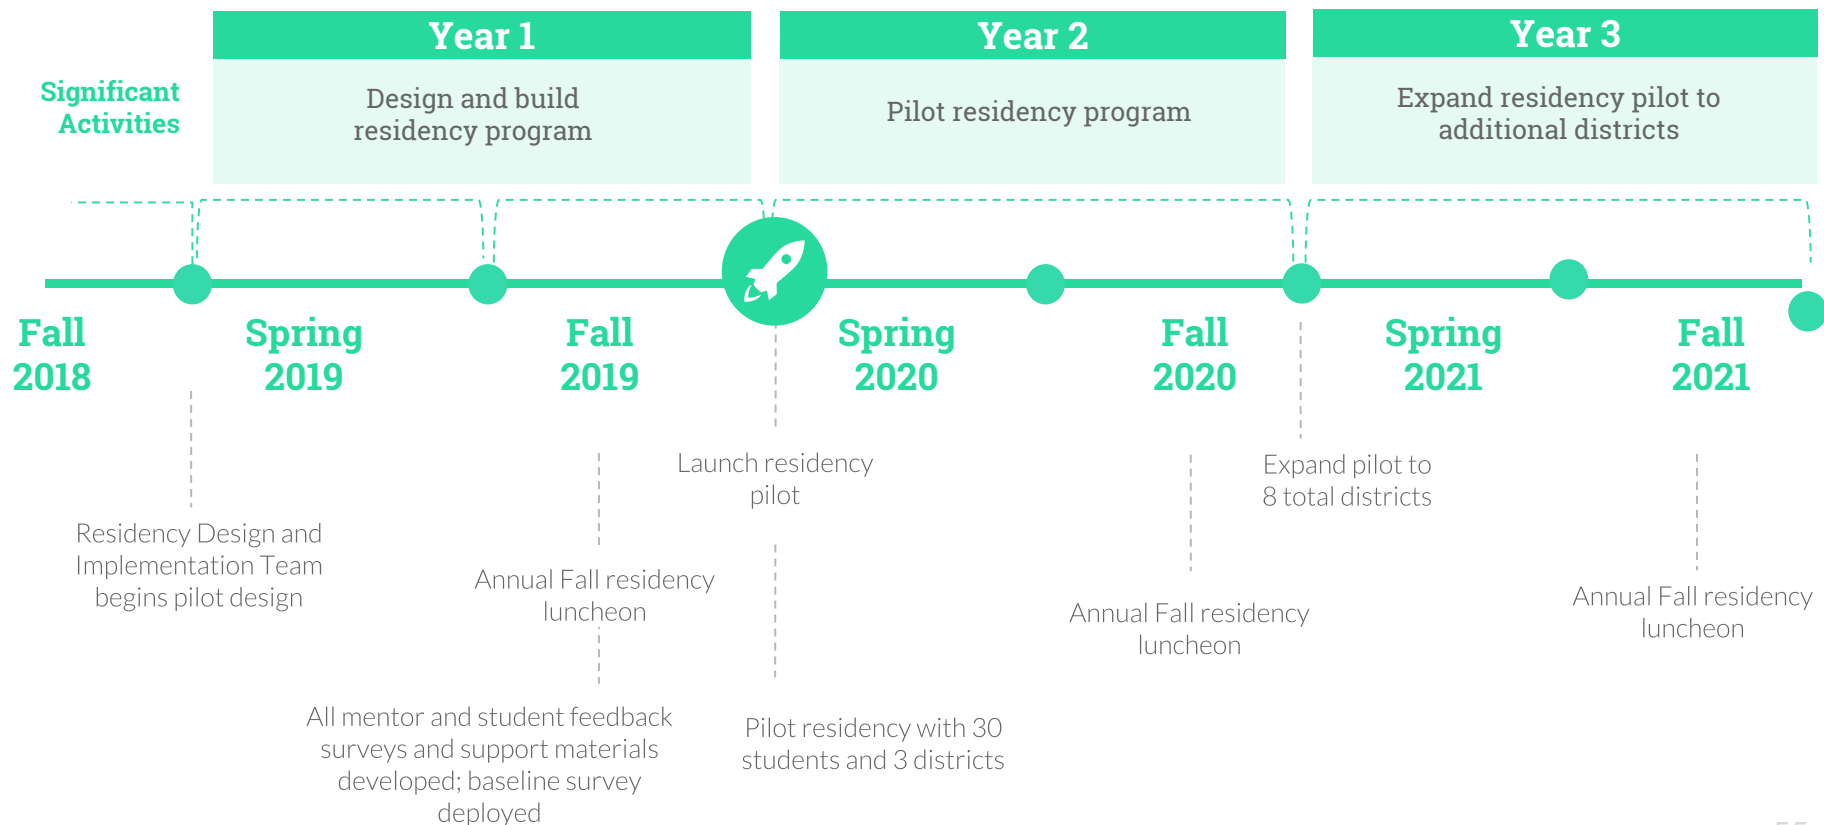 Year 1
Year 2
Year 3
Significant
Activities
Design and build
residency program
Pilot residency program
Expand residency pilot to
additional districts
Fall
2018
Spring
2019
Fall
2019
Spring
2020
Fall
2020
Spring
2021
Fall
2021
Residency Design and
Implementation Team
begins pilot design
Annual Fall residency
luncheon
All mentor and student feedback
surveys and support materials
developed; baseline survey
deployed
Launch residency
pilot
Pilot residency with 30
students and 3 districts
Annual Fall residency
luncheon
Expand pilot to
8 total districts
Annual Fall residency
luncheon